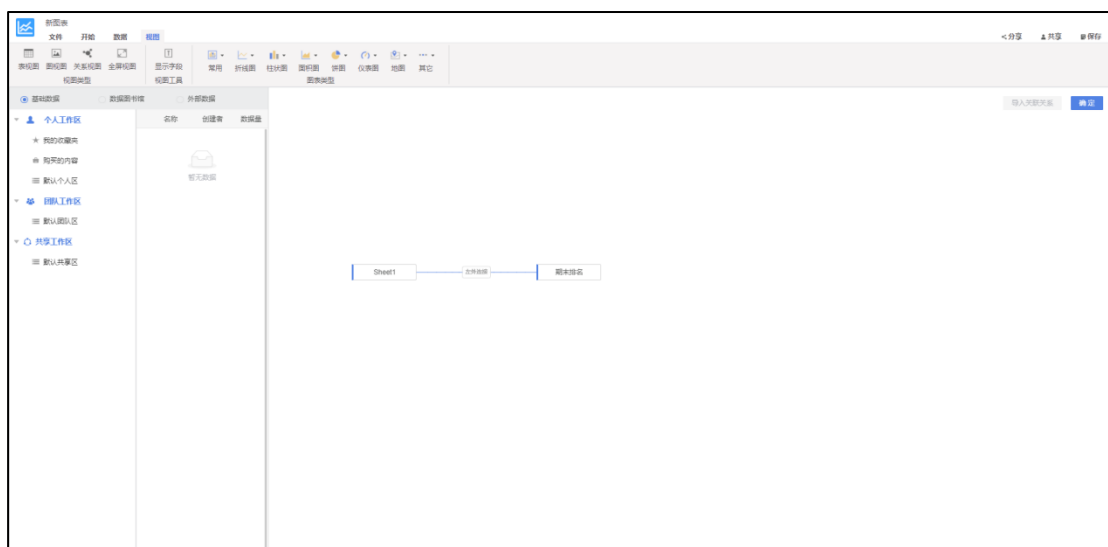 新图表
文件 开始 数据 视图
分享 共享 保存
表视图 图视图 关系视图 全屏视图 显示字段 常用 折线图 柱状图 面积图 饼图 仪表图 地图 其它
视图类型 视图工具 图表类型
基础数据 数据图书馆 外部数据
导入关联关系 确定
个人工作区 名称 创建者 数据量
我的收藏夹
购买的内容
暂无数据
默认个人区
团队工作区
默认团队区
共享工作区
默认共享区
Sheet1 左外连接 期末排名